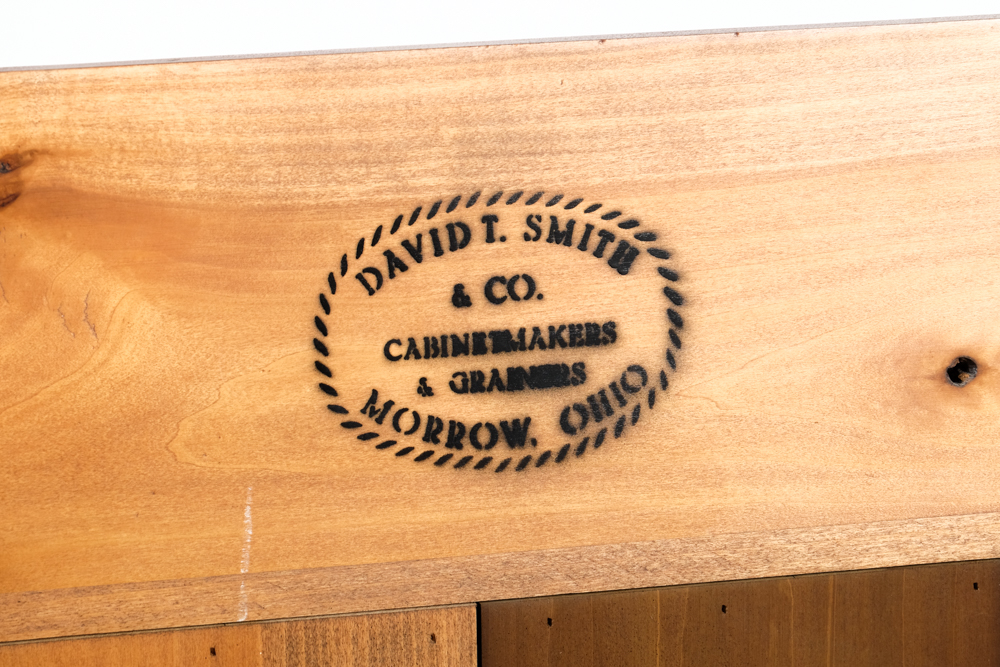 DAVID T. SMITH
& CO.
CABINETMAKERS
& GRAINERS
MORROW, OHIO